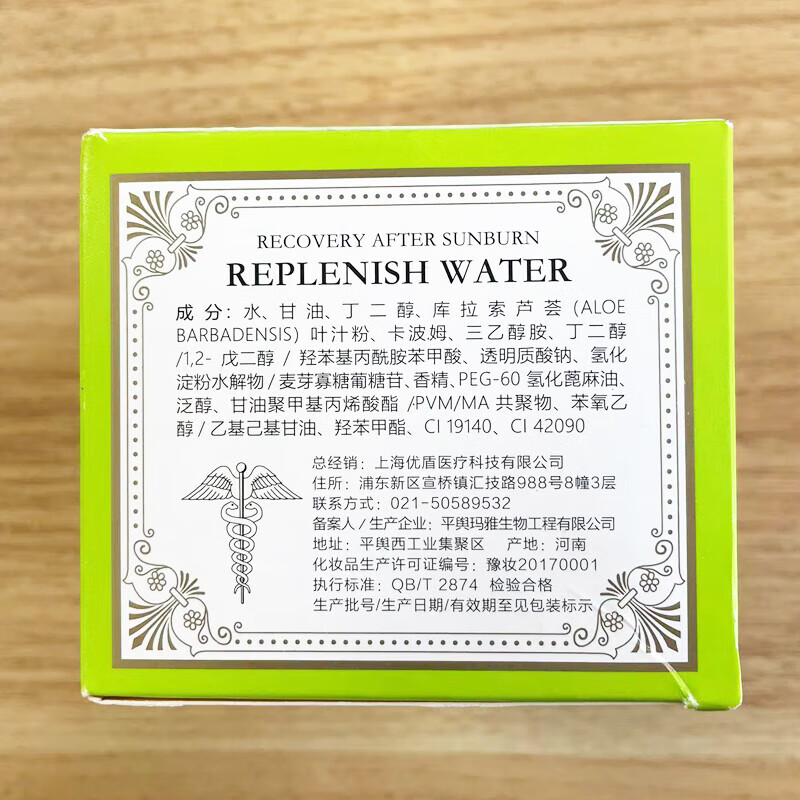 RECOVERY AFTER SUNBURN
REPLENISH WATER
成分:水、甘油、丁二醇、库拉索芦荟(ALOE
BARBADENSIS)叶汁粉、卡波姆、三乙醇胺、丁二醇
/1,2-戊二醇/羟苯基丙酰胺苯甲酸、透明质酸钠、氢化
淀粉水解物/麦芽寡糖葡糖苷、香精、PEG-60氢化蓖麻油、
泛醇、甘油聚甲基丙烯酸酯/PVM/MA共聚物、苯氧乙
醇/乙基己基甘油、羟苯甲酯、CI 19140、CI 42090
总经销:上海优盾医疗科技有限公司
住所:浦东新区宣桥镇汇技路988号8幢3层
联系方式:021-50589532
备案人/生产企业:平舆玛雅生物工程有限公司
地址:平舆西工业集聚区 产地:河南
化妆品生产许可证编号:豫妆20170001
执行标准:QB/T 2874 检验合格
生产批号/生产日期/有效期至见包装标示